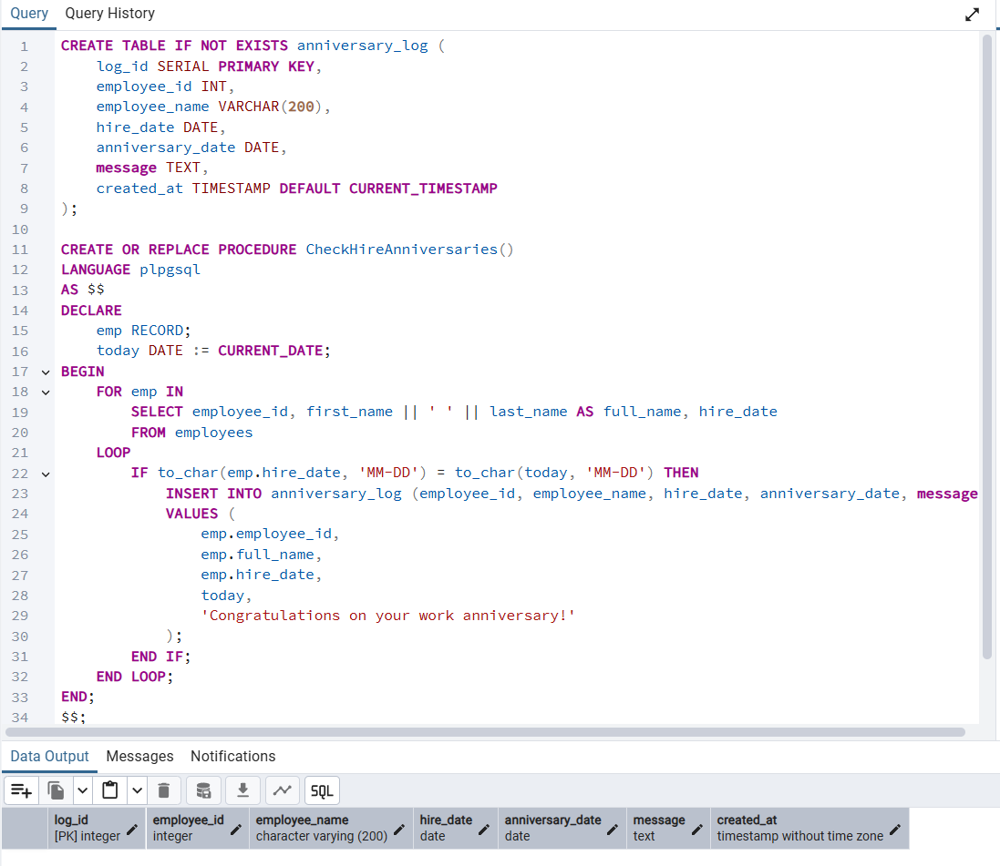 Query Query History
1 CREATE TABLE IF NOT EXISTS anniversary_log (
2 log_id SERIAL PRIMARY KEY,
3 employee_id INT,
4 employee_name VARCHAR(200),
5 hire_date DATE,
6 anniversary_date DATE,
7 message TEXT,
8 created_at TIMESTAMP DEFAULT CURRENT_TIMESTAMP
9 );
10
11 CREATE OR REPLACE PROCEDURE CheckHireAnniversaries()
12 LANGUAGE plpgsql
13 AS $$
14 DECLARE
15 emp RECORD;
16 today DATE := CURRENT_DATE;
17 BEGIN
18 FOR emp IN
19 SELECT employee_id, first_name || ' ' || last_name AS full_name, hire_date
20 FROM employees
21 LOOP
22 IF to_char(emp.hire_date, 'MM-DD') = to_char(today, 'MM-DD') THEN
23 INSERT INTO anniversary_log (employee_id, employee_name, hire_date, anniversary_date, message
24 VALUES (
25 emp.employee_id,
26 emp.full_name,
27 emp.hire_date,
28 today,
29 'Congratulations on your work anniversary!'
30 );
31 END IF;
32 END LOOP;
33 END;
34 $$;
Data Output Messages Notifications
SQL
log_id employee_id employee_name hire_date anniversary_date message created_at
[PK] integer integer character varying (200) date date text timestamp without time zone